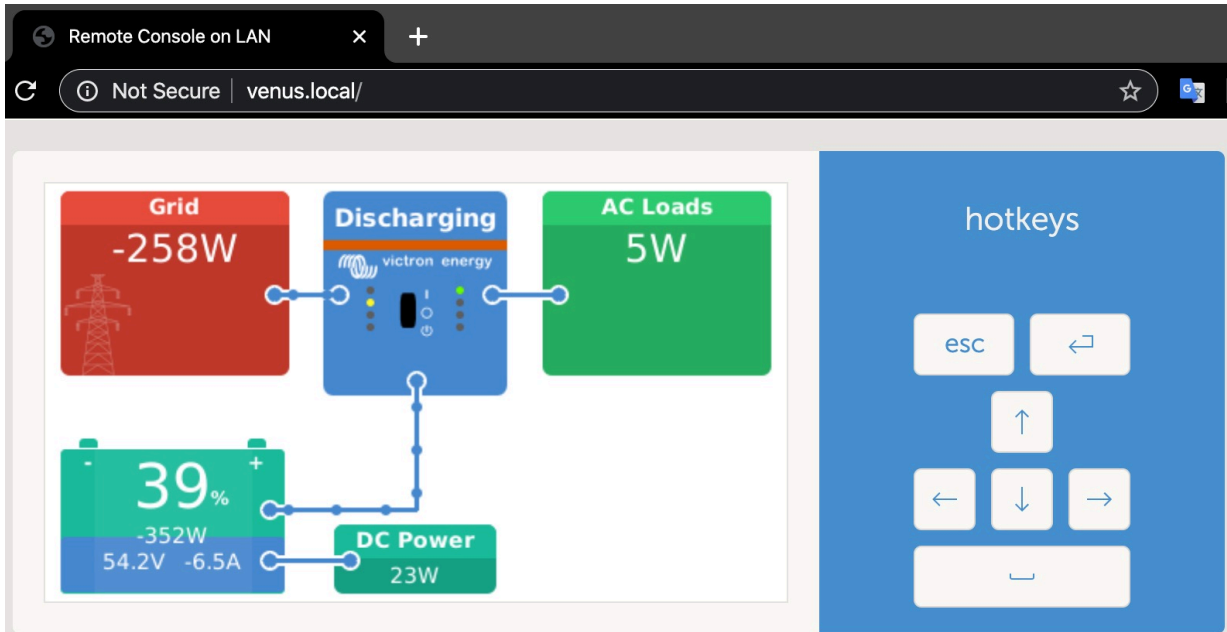 Remote Console on LAN
Not Secure venus.local/
Grid
-258W
Discharging
victron energy
AC Loads
5W
- 39% +
-352W
54.2V -6.5A
DC Power
23W
hotkeys
esc